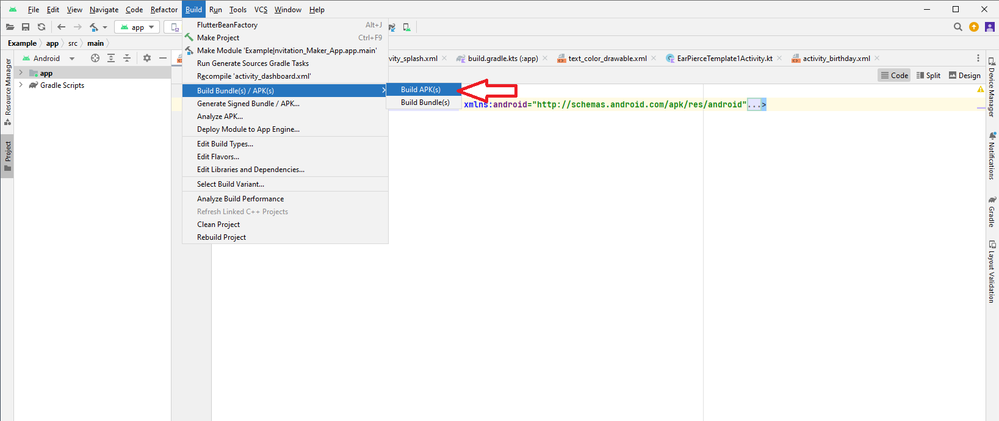 File Edit View Navigate Code Refactor Build Run Tools VCS Window Help
app
Example app src main
Android
app
Gradle Scripts
Resource Manager
Project
FlutterBeanFactory Alt+J
Make Project Ctrl+F9
Make Module 'ExampleInvitation_Maker_App.app.main'
Run Generate Sources Gradle Tasks
Recompile 'activity_dashboard.xml'
Build Bundle(s) / APK(s)
Generate Signed Bundle / APK...
Analyze APK...
Deploy Module to App Engine...
Edit Build Types...
Edit Flavors...
Edit Libraries and Dependencies...
Select Build Variant...
Analyze Build Performance
Refresh Linked C++ Projects
Clean Project
Rebuild Project
Build APK(s)
Build Bundle(s)
vity_splash.xml build.gradle.kts (:app) text_color_drawable.xml EarPierceTemplate1Activity.kt activity_birthday.xml
Code Split Design
xmlns:android="http://schemas.android.com/apk/res/android"...>
Device Manager
Notifications
Gradle
Layout Validation